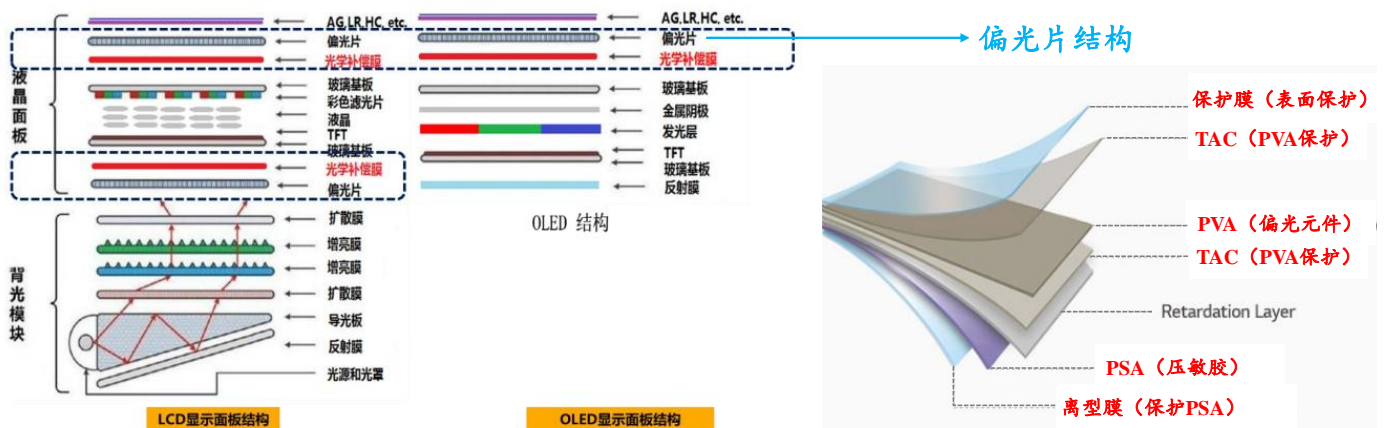 AG,LR,HC, etc.
偏光片
光学补偿膜
玻璃基板
彩色滤光片
液晶
TFT
玻璃基板
光学补偿膜
偏光片
液晶面板
扩散膜
增亮膜
增亮膜
扩散膜
导光板
反射膜
光源和光罩
背光模块
LCD显示面板结构
AG,LR,HC, etc.
偏光片
光学补偿膜
玻璃基板
金属阴极
发光层
TFT
玻璃基板
反射膜
OLED 结构
OLED显示面板结构
偏光片结构
保护膜（表面保护）
TAC（PVA保护）
PVA（偏光元件）
TAC（PVA保护）
Retardation Layer
PSA（压敏胶）
离型膜（保护PSA）